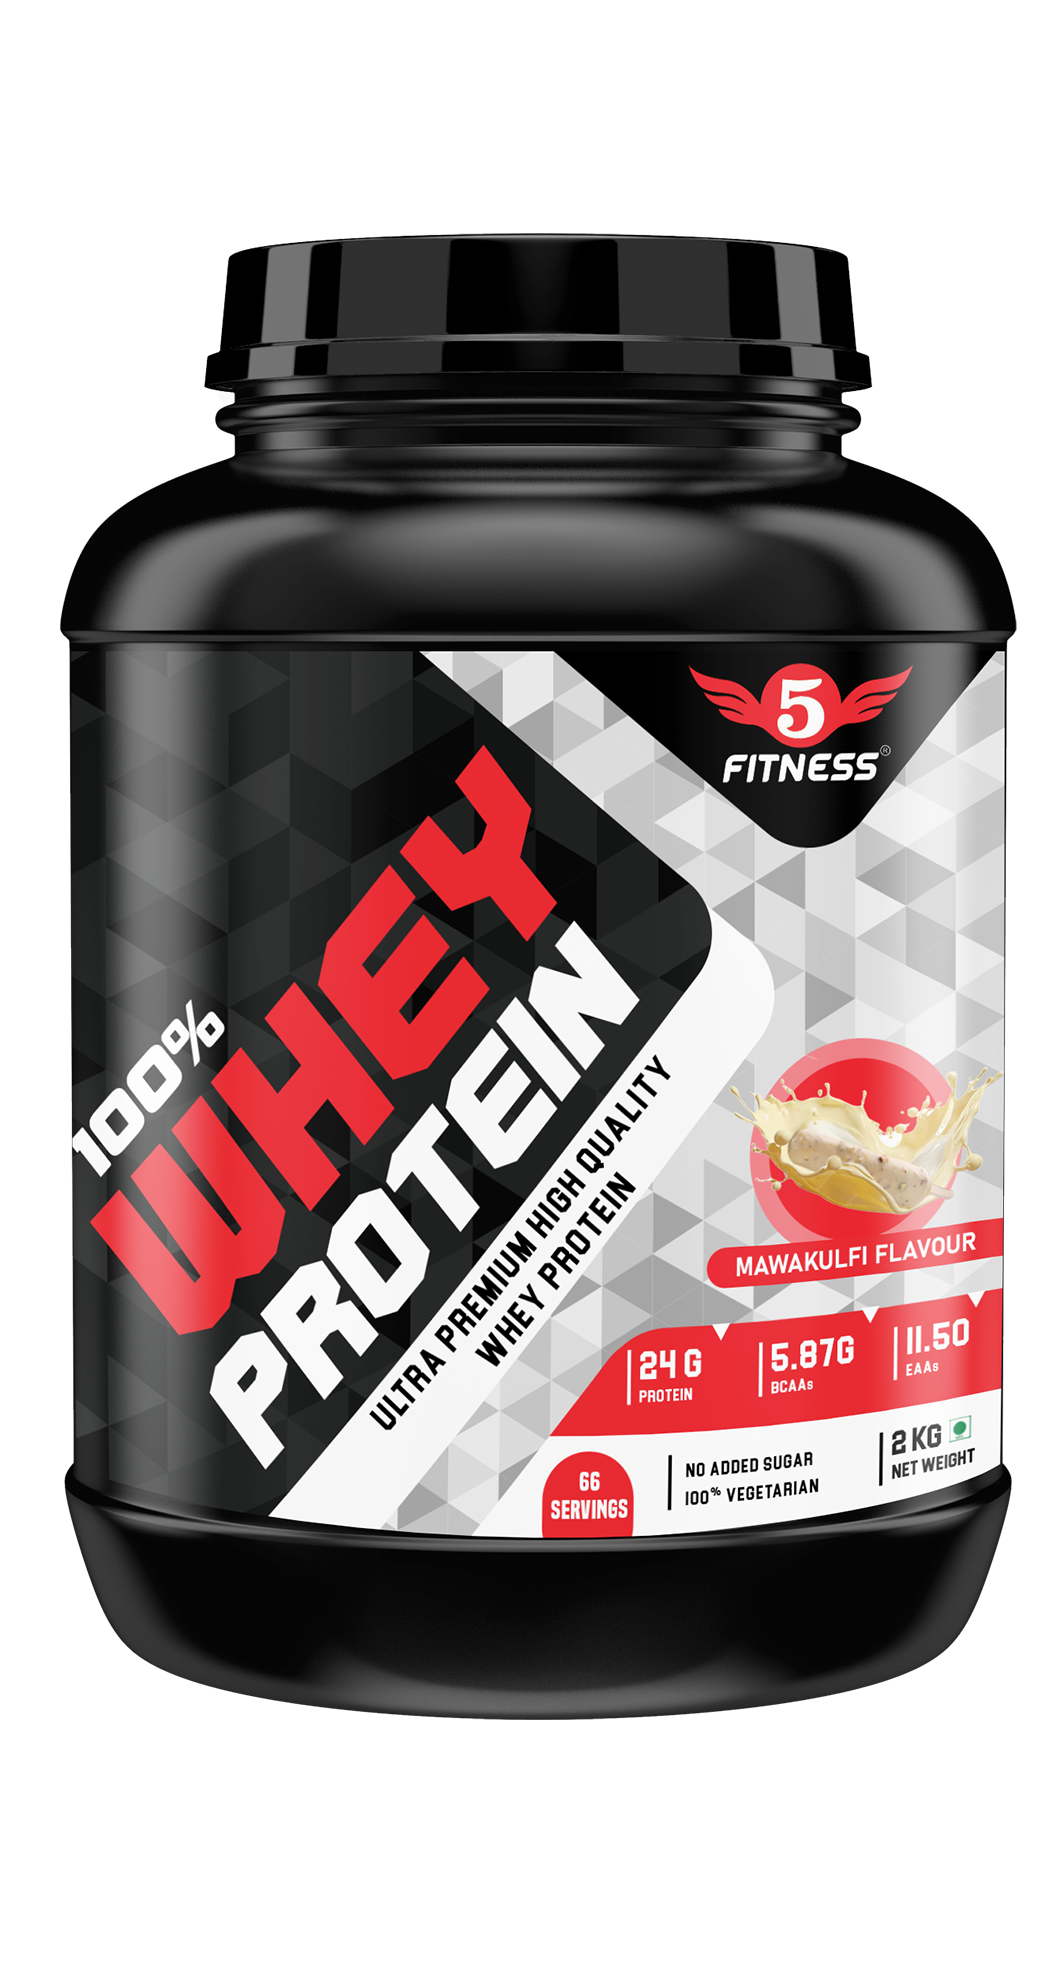 5
FITNESS®
100%
WHEY
PROTEIN
ULTRA PREMIUM HIGH QUALITY
WHEY PROTEIN
MAWAKULFI FLAVOUR
24 G
PROTEIN
5.87G
BCAAs
11.50
EAAs
66
SERVINGS
NO ADDED SUGAR
100% VEGETARIAN
2 KG
NET WEIGHT